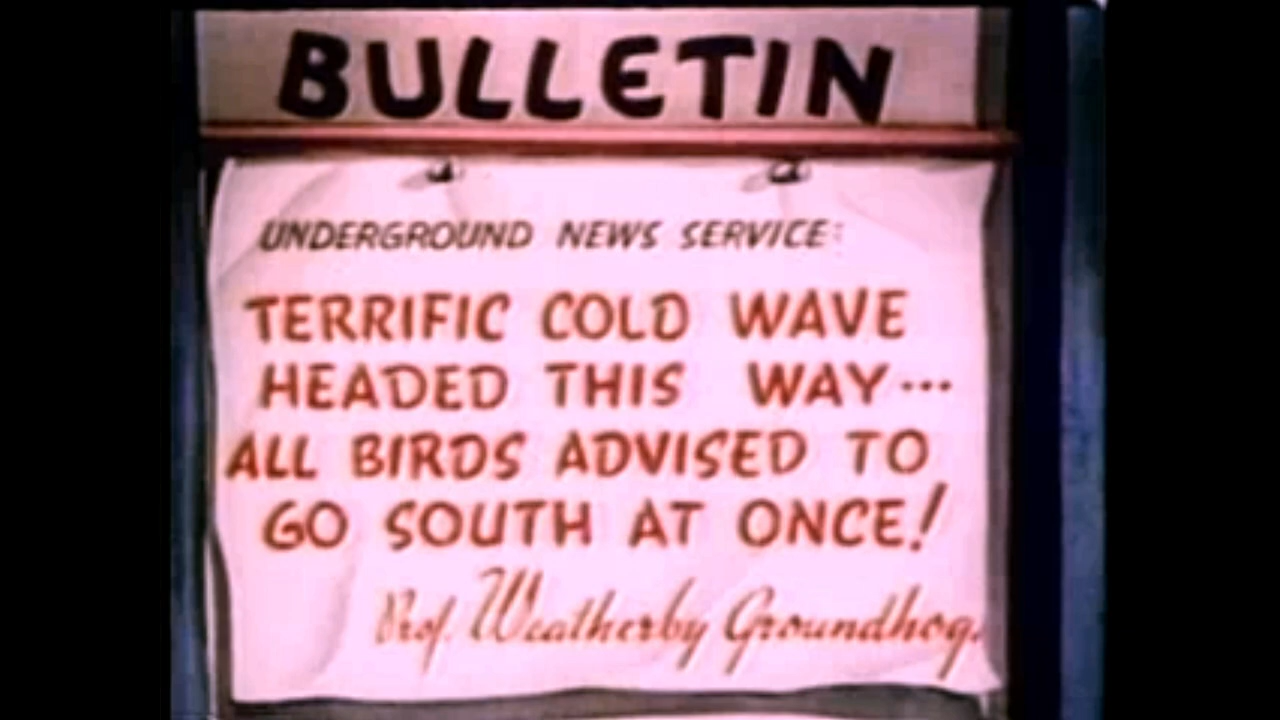 BULLETIN
UNDERGROUND NEWS SERVICE:
TERRIFIC COLD WAVE
HEADED THIS WAY...
ALL BIRDS ADVISED TO
GO SOUTH AT ONCE!
Prof. Weatherby Groundhog.